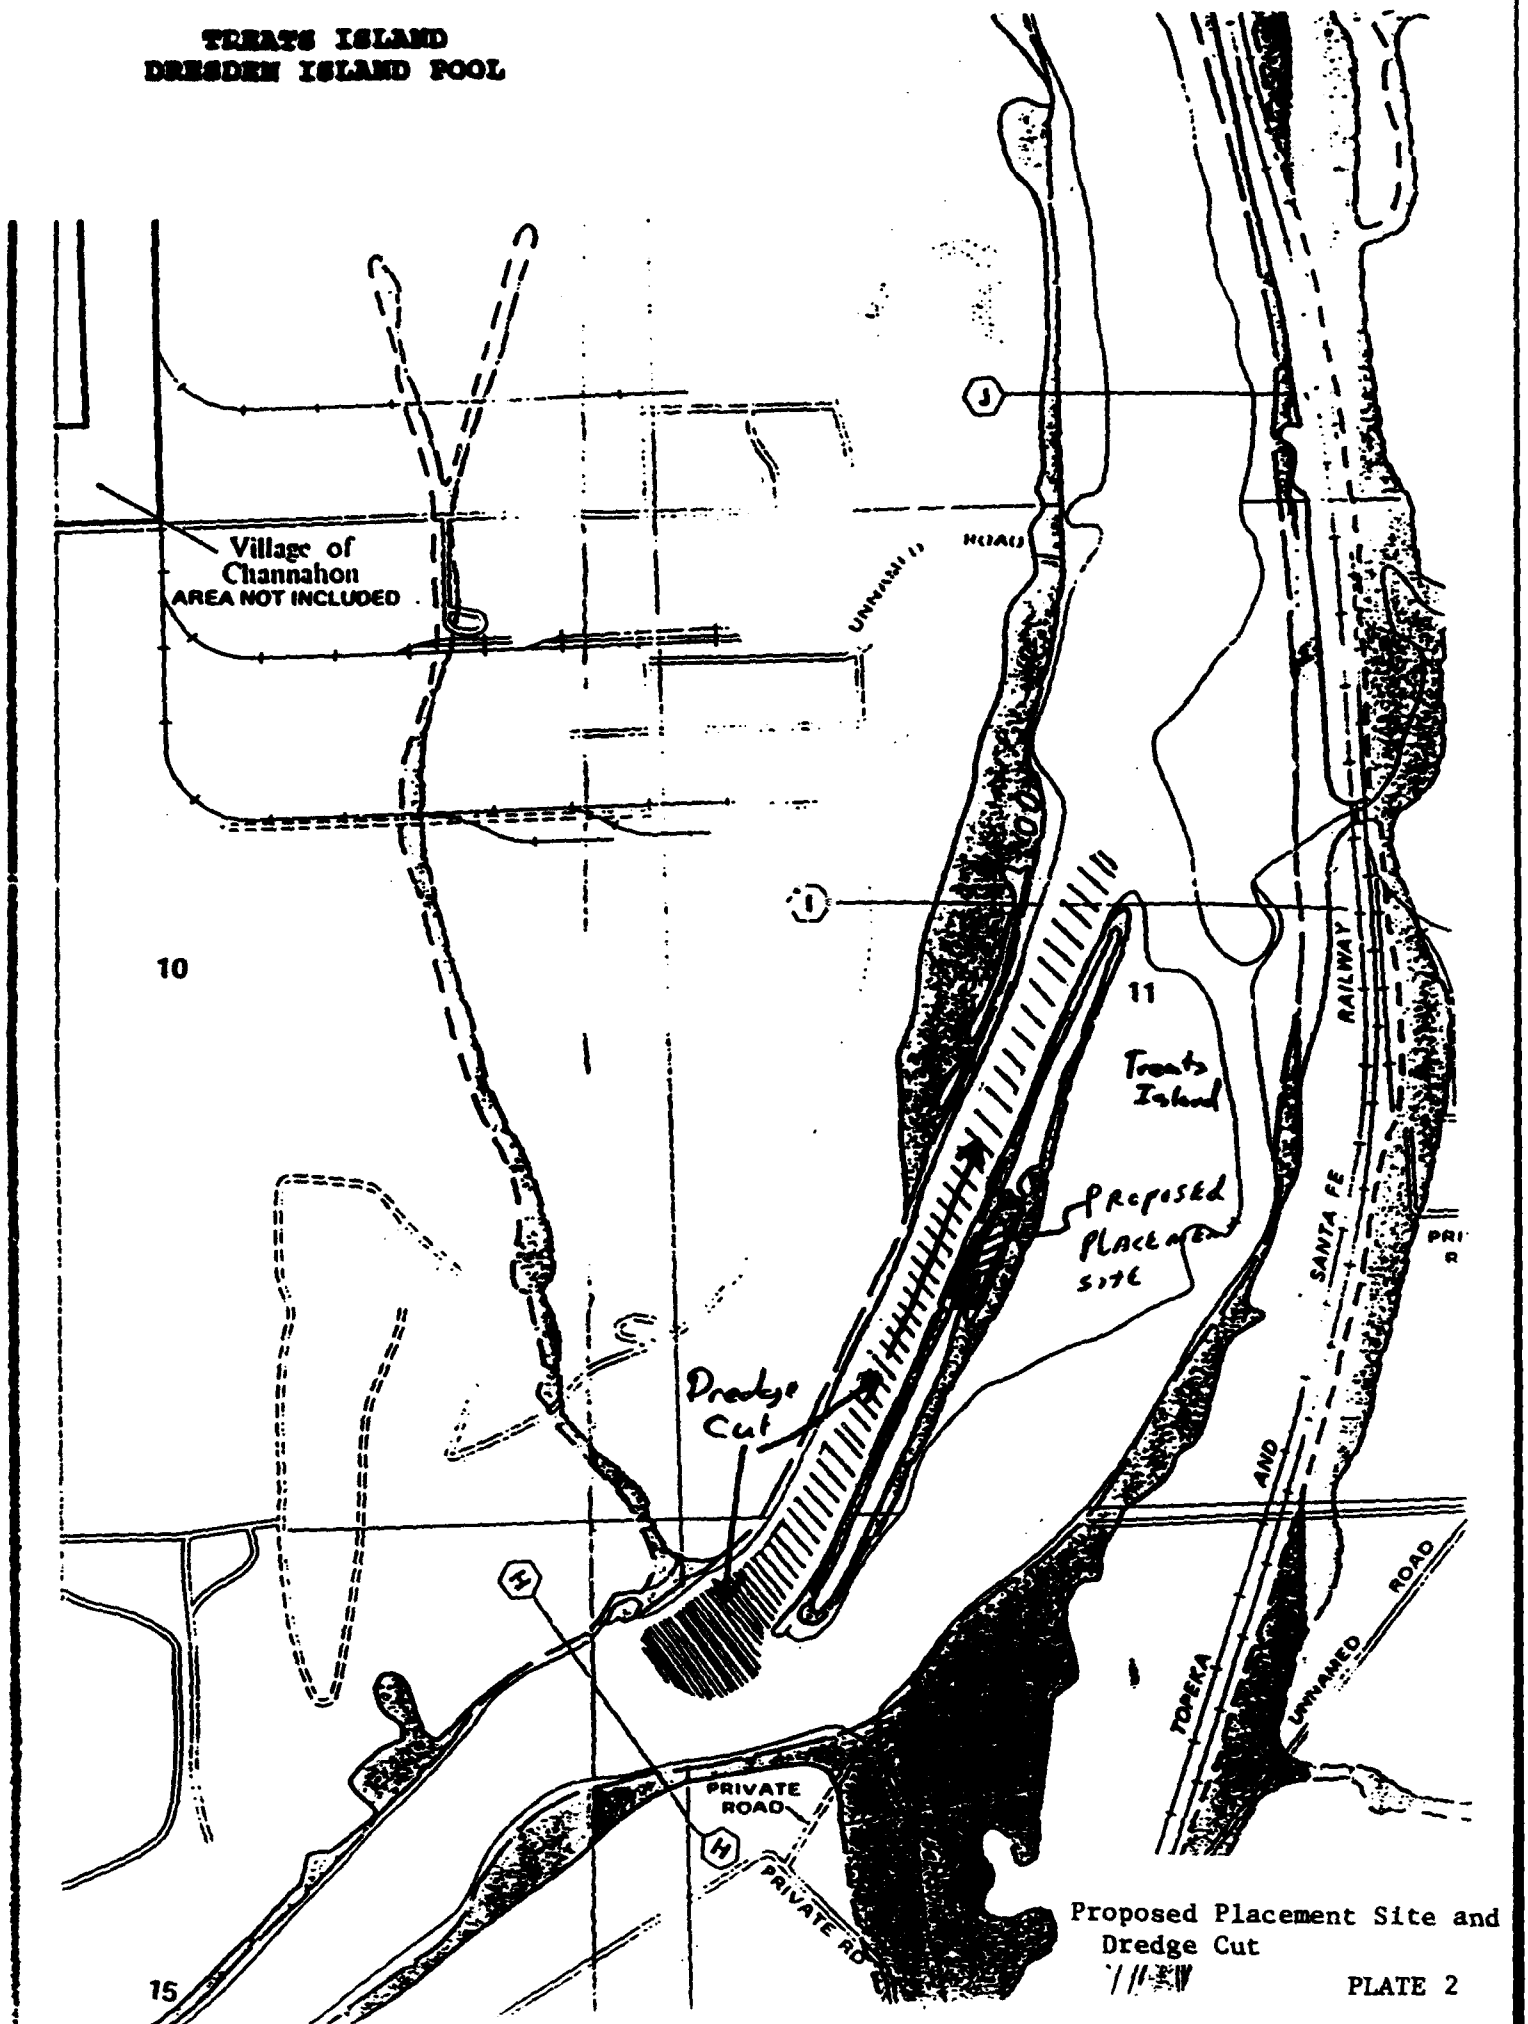 TREATS ISLAND
DRESDEN ISLAND POOL
J
Village of
Channahon
AREA NOT INCLUDED
UNNAMED
ROAD
I
10
11
RAILWAY
Treats
Island
Proposed
Placement
site
SANTA FE
PRI
R
Dredge
Cut
AND
H
ROAD
UNNAMED
TOPEKA
PRIVATE
ROAD
H
PRIVATE RD
Proposed Placement Site and
Dredge Cut
15
PLATE 2